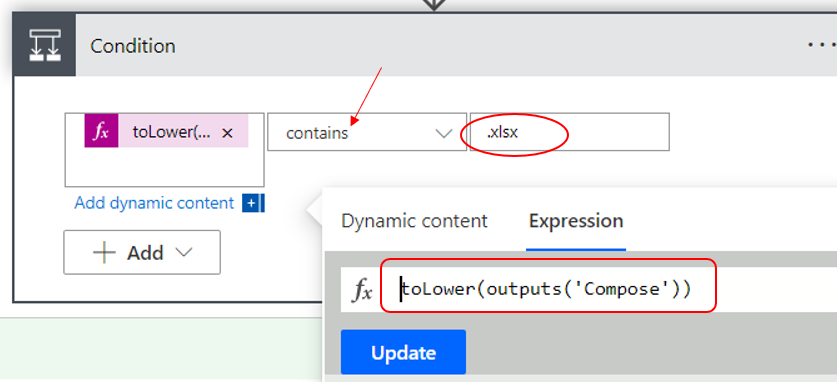 Condition
...
fx toLower(... ×
contains
.xlsx
Add dynamic content
+ Add
Dynamic content
Expression
fx toLower(outputs('Compose'))
Update